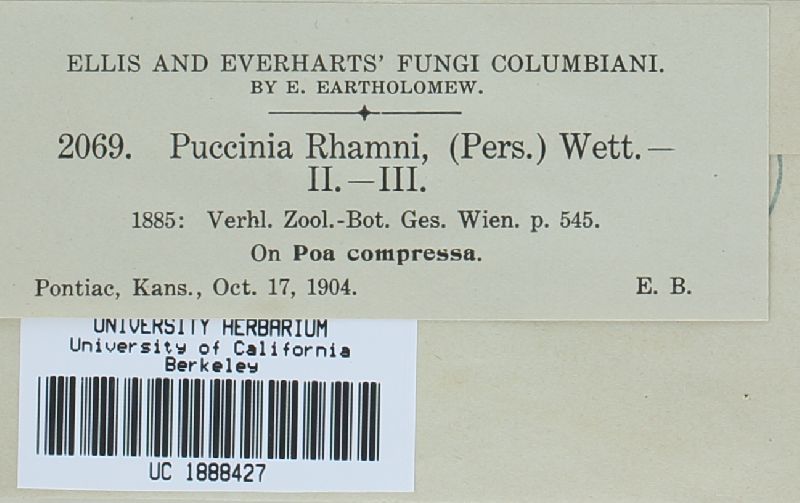 ELLIS AND EVERHARTS' FUNGI COLUMBIANI.
BY E. EARTHOLOMEW.
2069. Puccinia Rhamni, (Pers.) Wett.—
II.—III.
1885: Verhl. Zool.-Bot. Ges. Wien. p. 545.
On Poa compressa.
Pontiac, Kans., Oct. 17, 1904. E. B.
UNIVERSITY HERBARIUM
University of California
Berkeley
UC 1888427